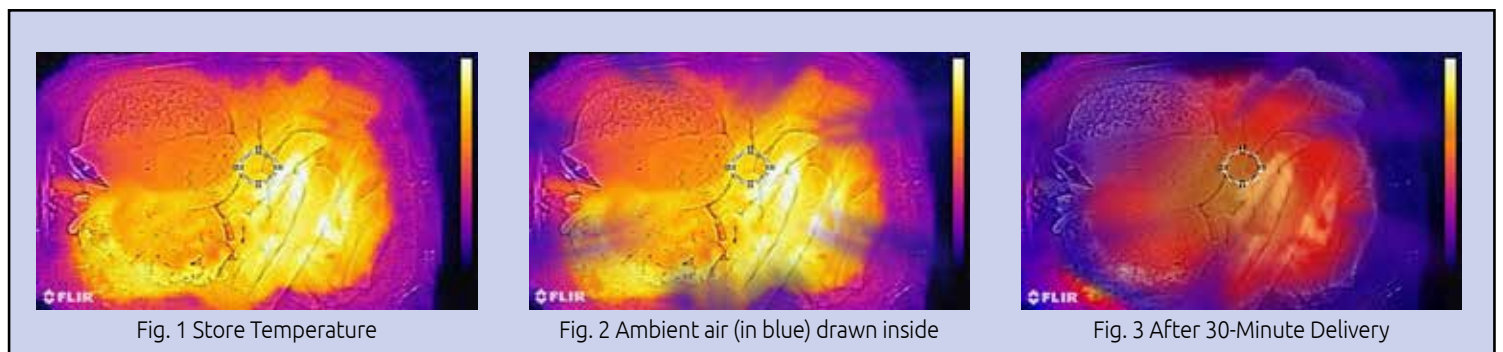 FLIR
FLIR
FLIR
Fig. 1 Store Temperature
Fig. 2 Ambient air (in blue) drawn inside
Fig. 3 After 30-Minute Delivery